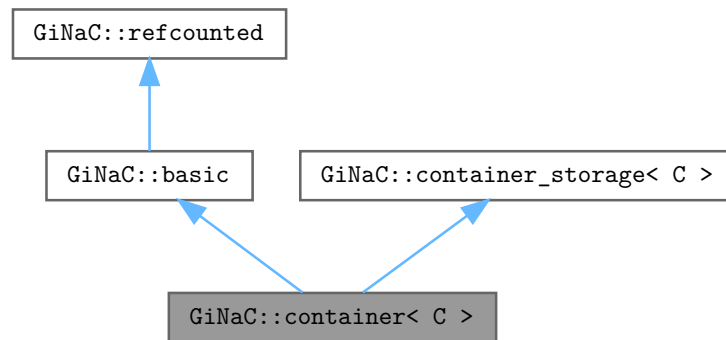 GiNaC::refcounted
GiNaC::basic
GiNaC::container_storage< C >
GiNaC::container< C >